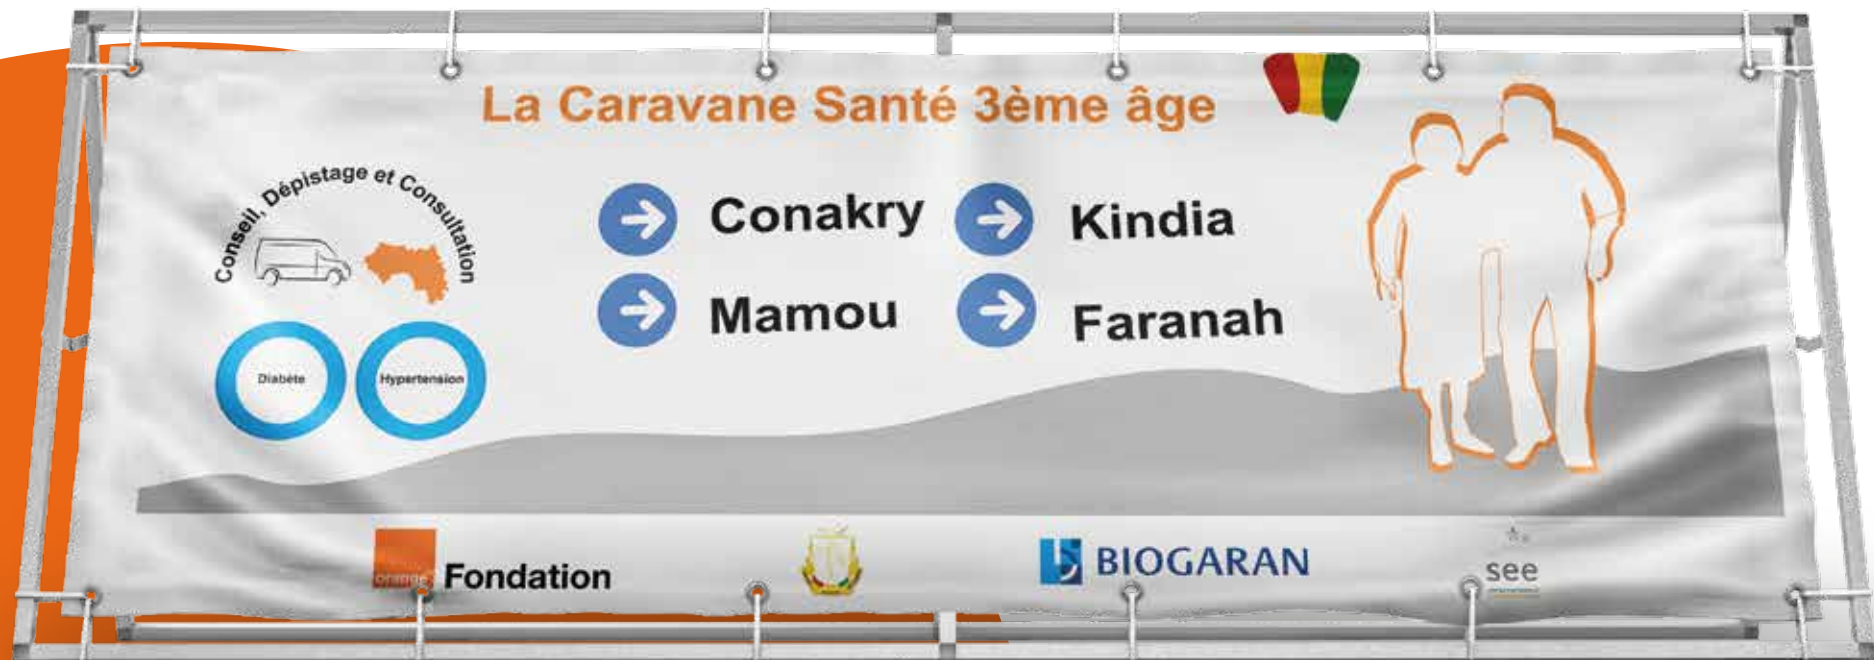 La Caravane Santé 3ème âge
Conseil, Dépistage et Consultation
Conakry
Kindia
Mamou
Faranah
Diabète
Hypertension
orange
Fondation
BIOGARAN
see